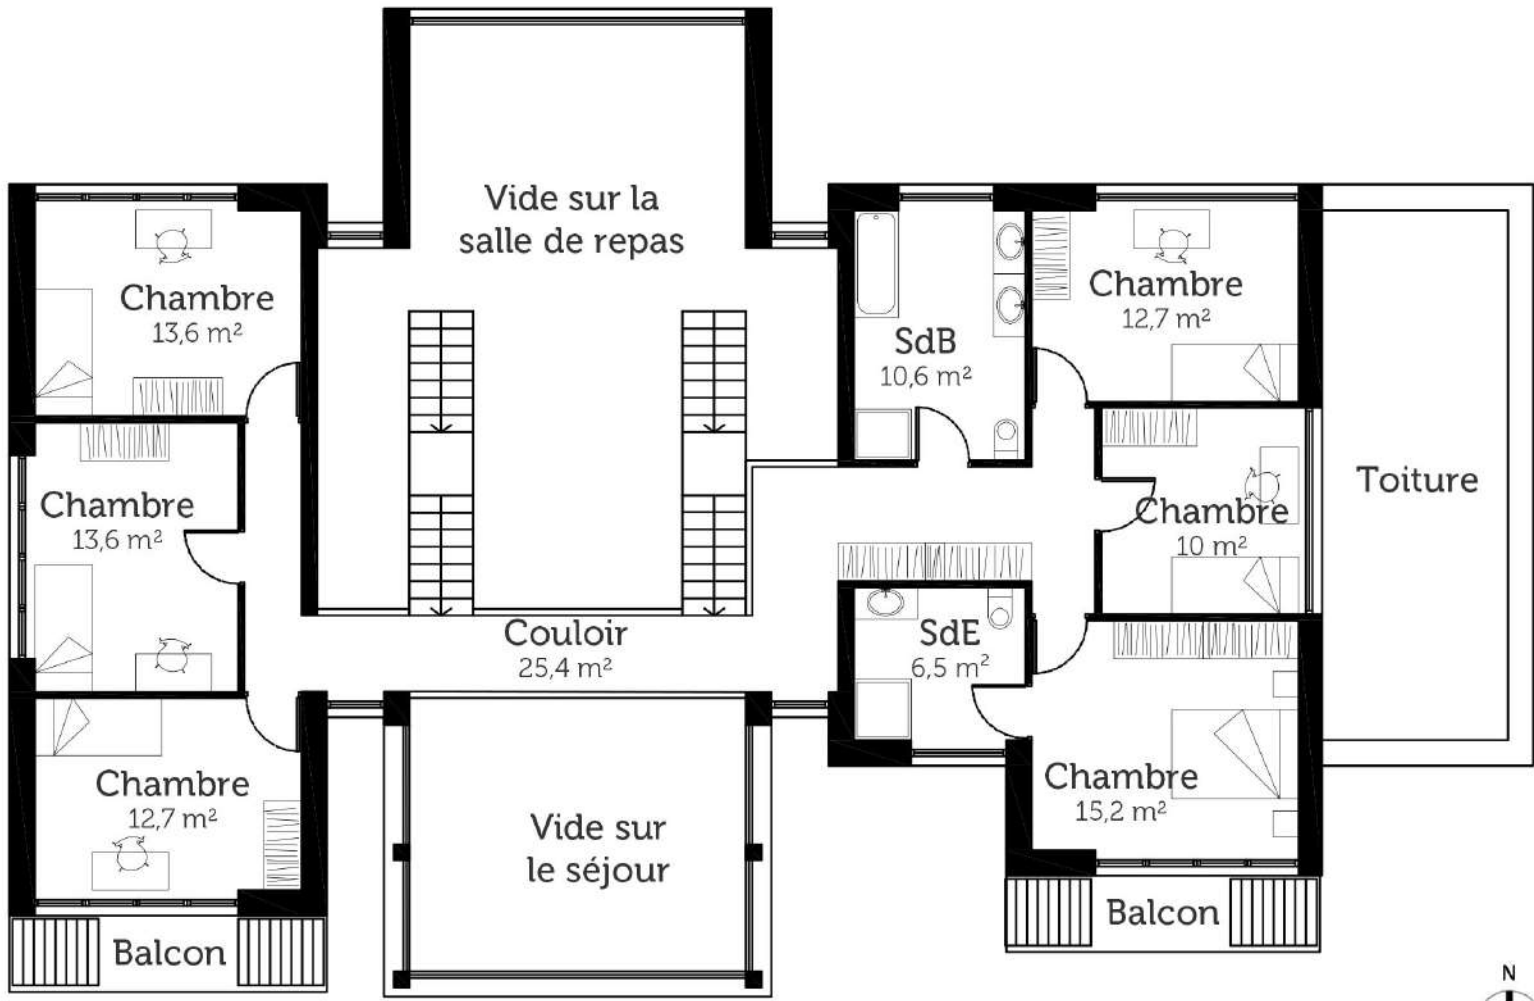 Vide sur la
salle de repas
Chambre
13,6 m²
Chambre
12,7 m²
SdB
10,6 m²
Chambre
13,6 m²
Chambre
10 m²
Toiture
Couloir
25,4 m²
SdE
6,5 m²
Chambre
12,7 m²
Chambre
15,2 m²
Vide sur
le séjour
Balcon
Balcon
N